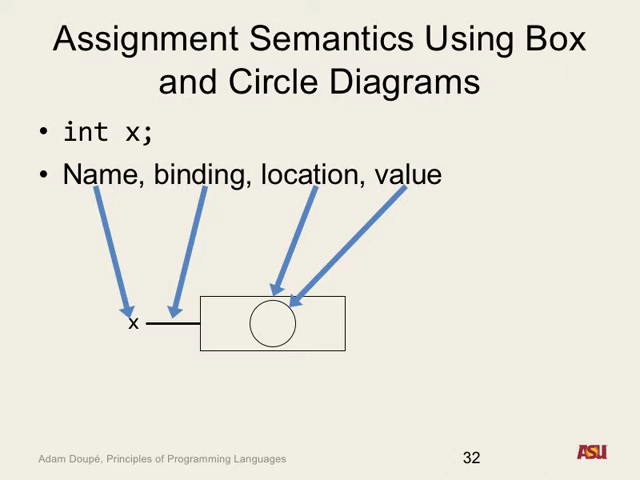 Assignment Semantics Using Box
and Circle Diagrams
• int x;
• Name, binding, location, value
x
Adam Doupé, Principles of Programming Languages
32
ASU